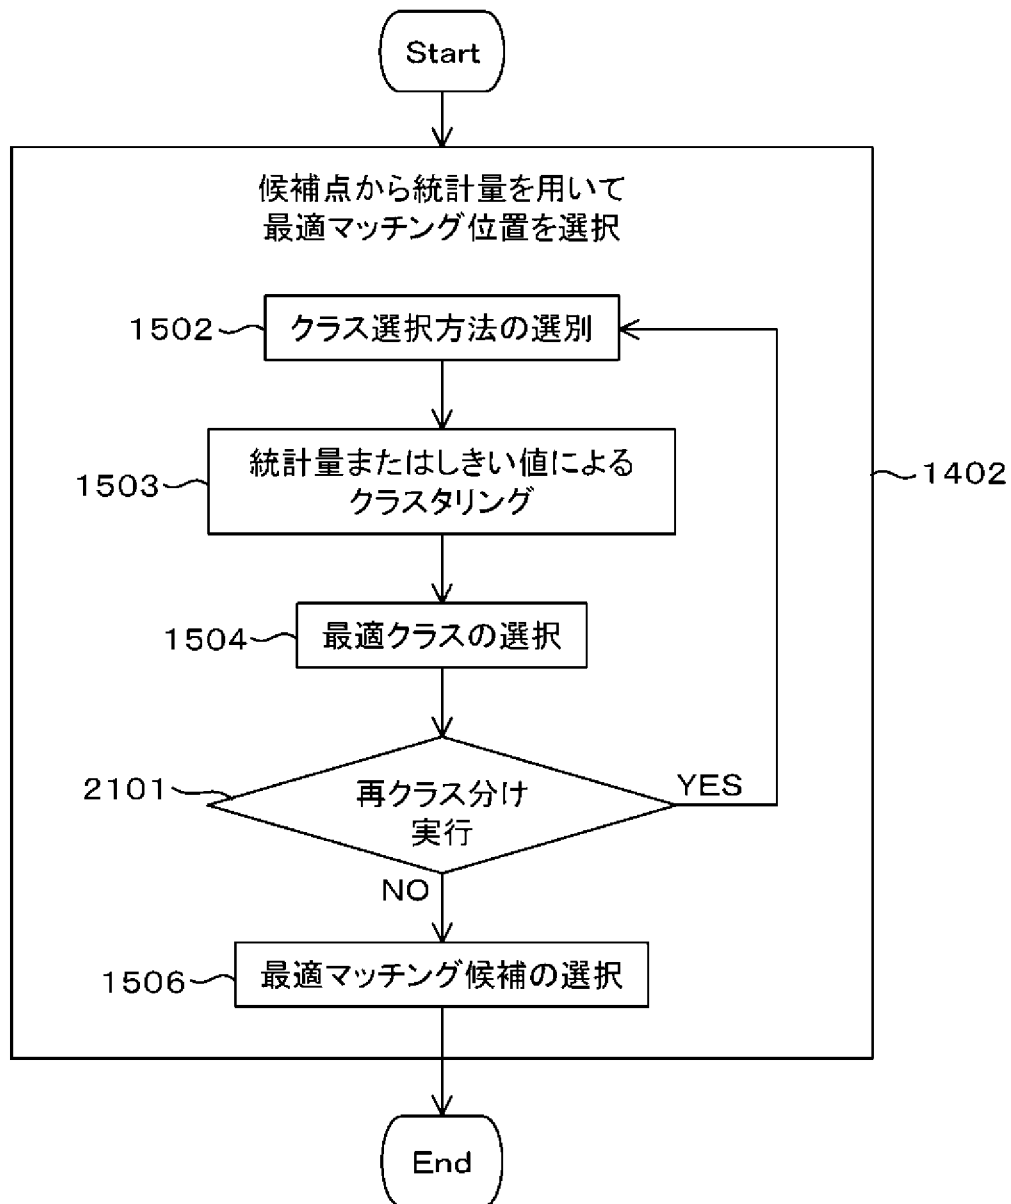 Start
候補点から統計量を用いて
最適マッチング位置を選択
1502
クラス選択方法の選別
1503
統計量またはしきい値による
クラスタリング
1402
1504
最適クラスの選択
2101
再クラス分け
実行
YES
NO
1506
最適マッチング候補の選択
End